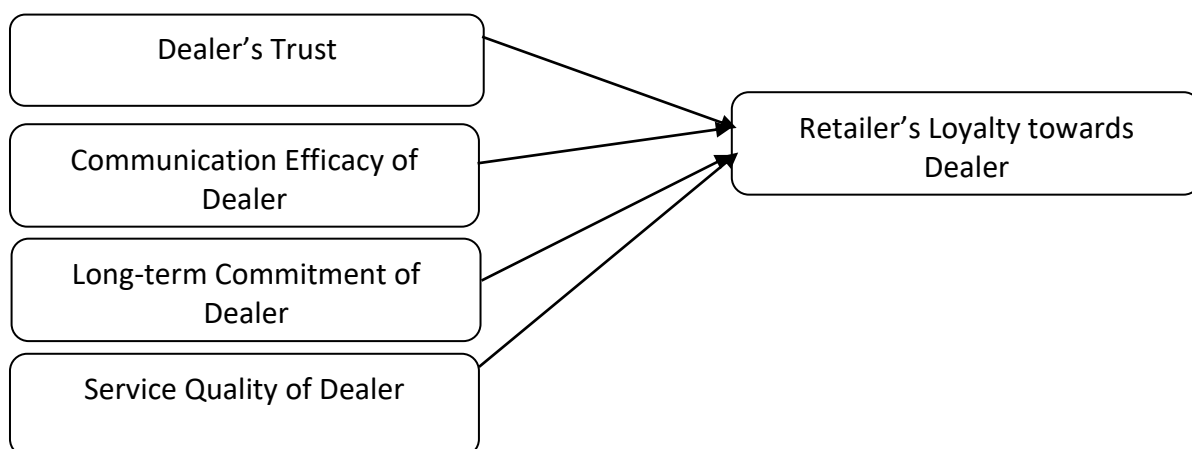 Dealer’s Trust
Communication Efficacy of
Dealer
Long-term Commitment of
Dealer
Service Quality of Dealer
Retailer’s Loyalty towards
Dealer